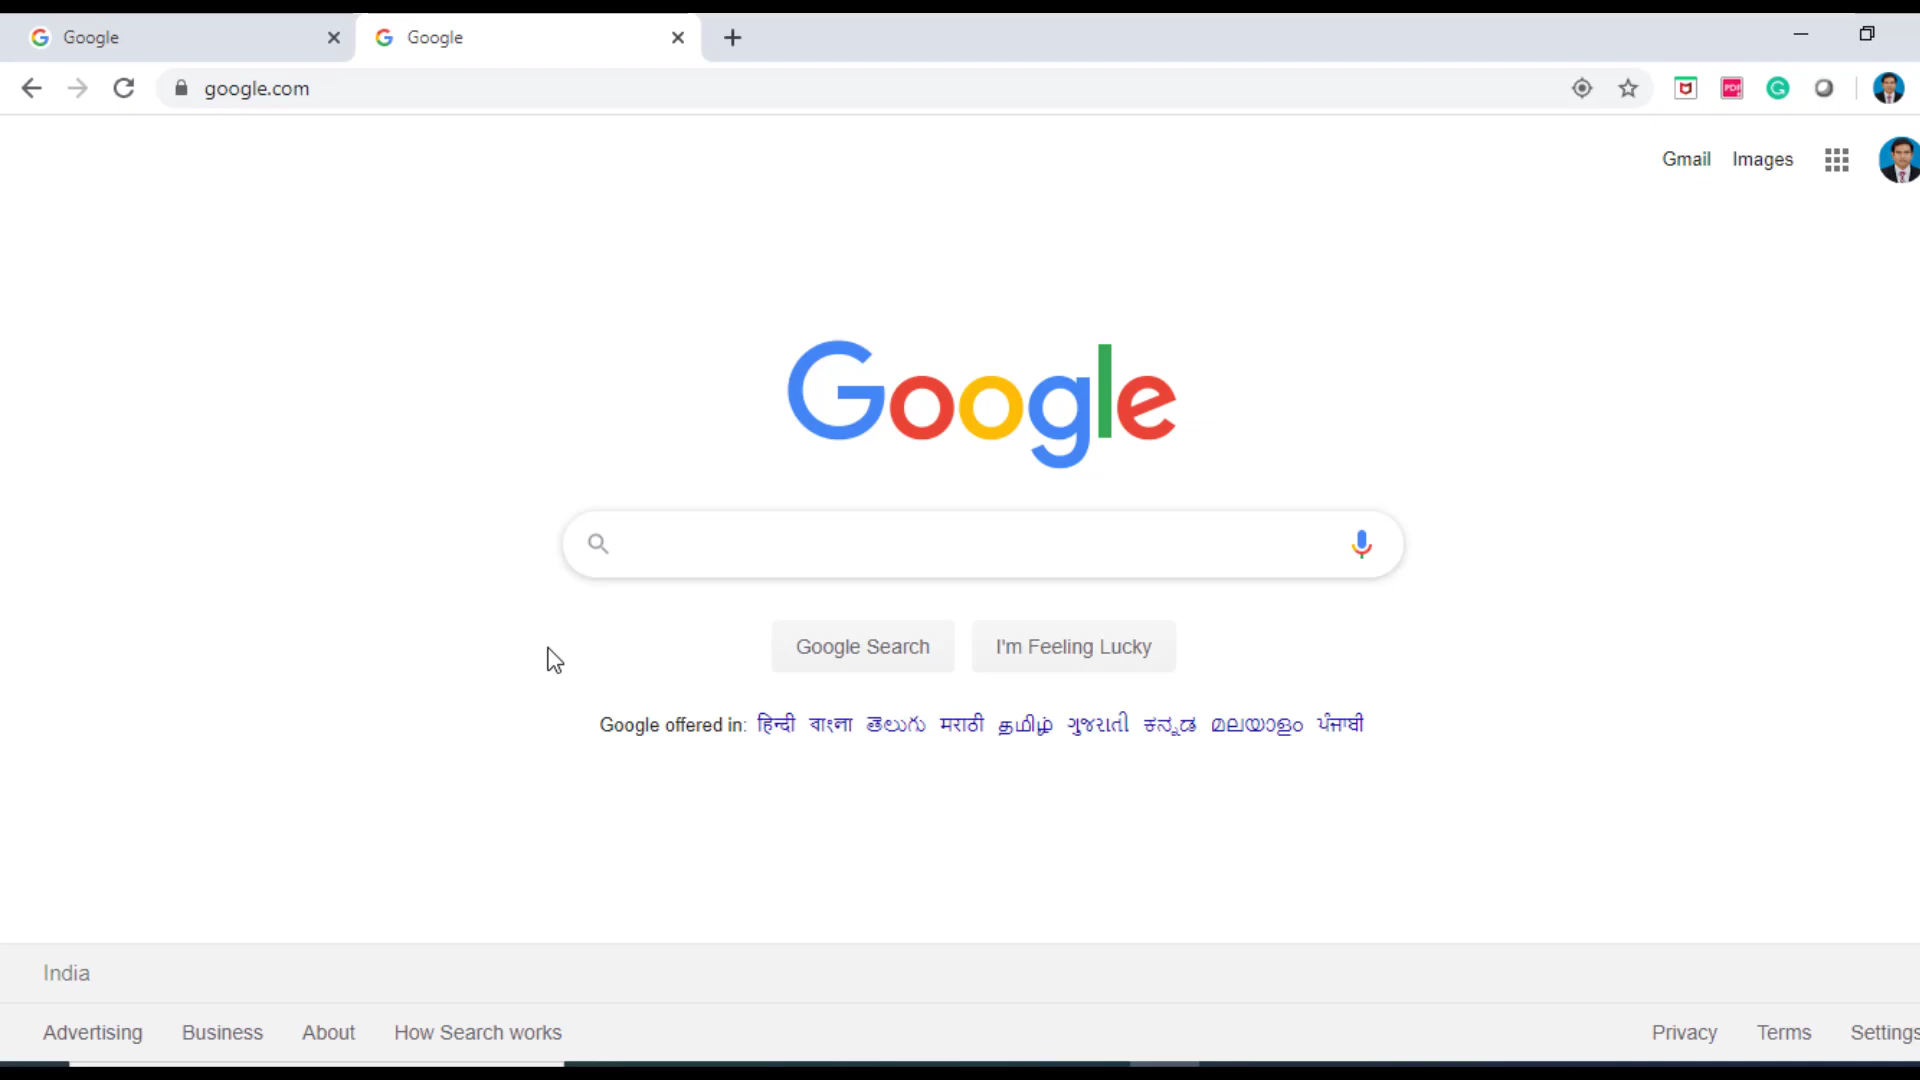 Google Google
google.com
PDF
Gmail Images
Google
Google Search I'm Feeling Lucky
Google offered in: हिन्दी বাংলা తెలుగు मराठी தமிழ் ગુજરાતી ಕನ್ನಡ മലയാളം ਪੰਜਾਬੀ
India
Advertising Business About How Search works Privacy Terms Settings